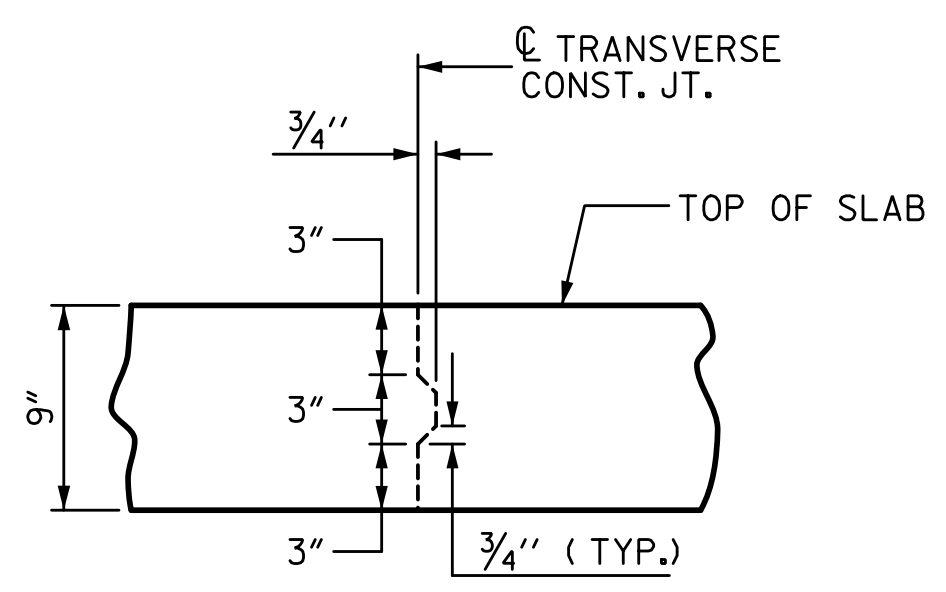 ℄ TRANSVERSE
CONST. JT.
3/4"
TOP OF SLAB
3"
9"
3"
3"
3/4" (TYP.)